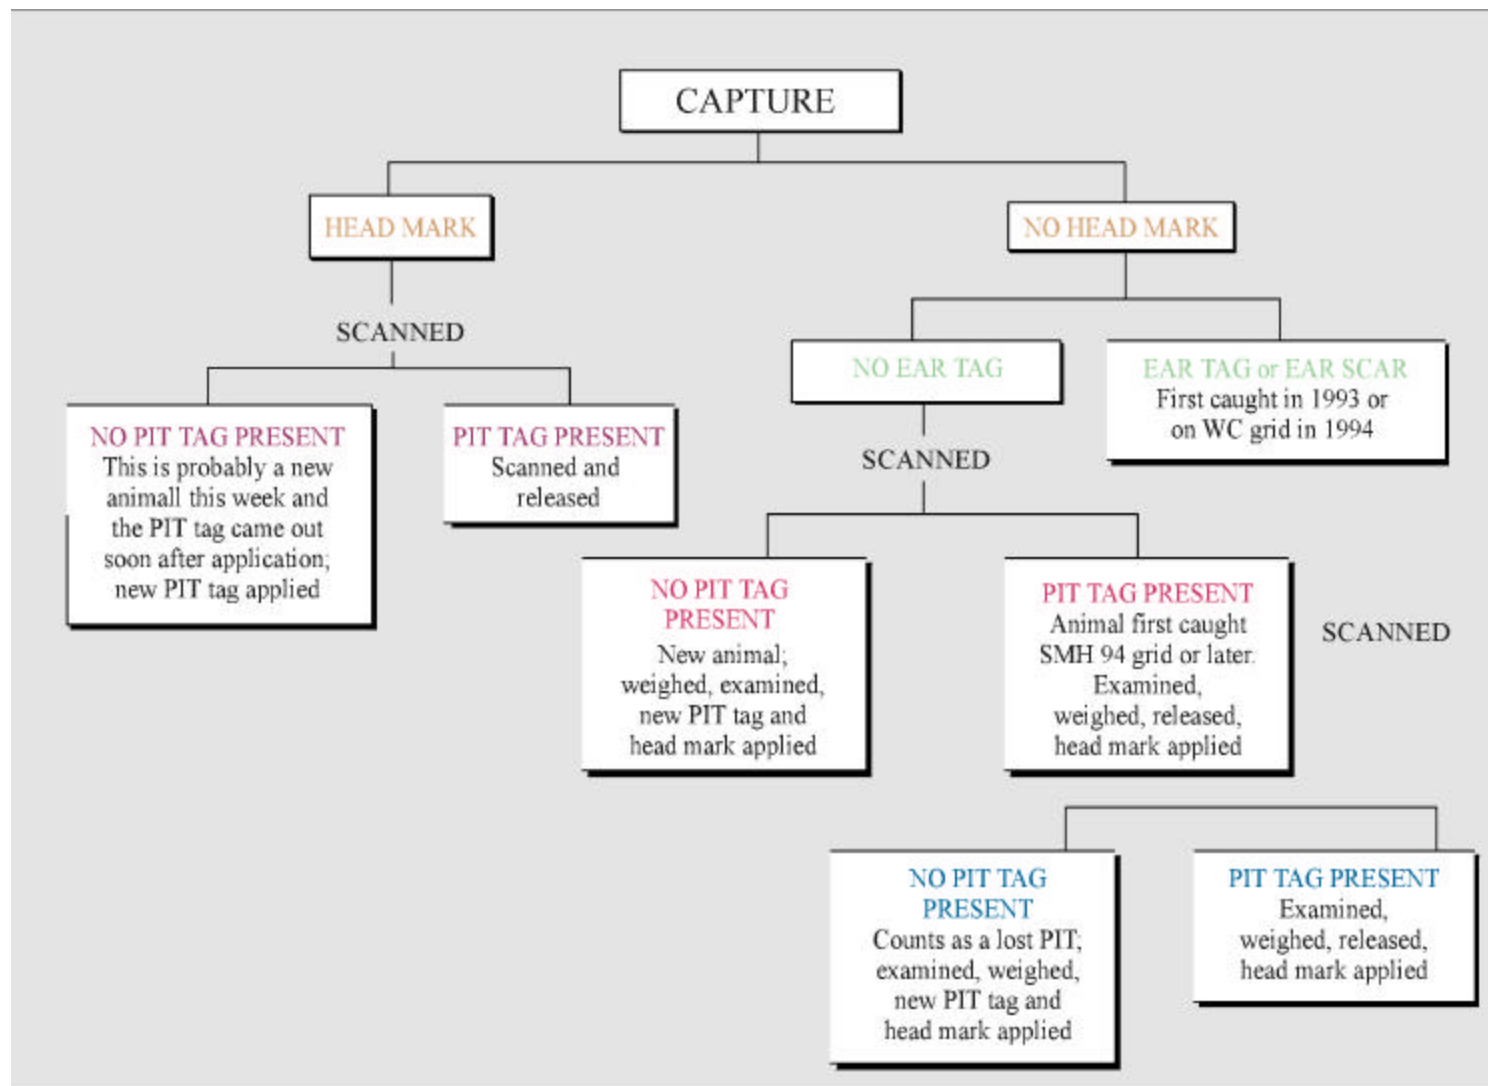 CAPTURE
HEAD MARK
NO HEAD MARK
SCANNED
NO EAR TAG
EAR TAG or EAR SCAR
First caught in 1993 or
on WC grid in 1994
NO PIT TAG PRESENT
This is probably a new
animall this week and
the PIT tag came out
soon after application;
new PIT tag applied
PIT TAG PRESENT
Scanned and
released
SCANNED
NO PIT TAG
PRESENT
New animal;
weighed, examined,
new PIT tag and
head mark applied
PIT TAG PRESENT
Animal first caught
SMH 94 grid or later.
Examined,
weighed, released,
head mark applied
SCANNED
NO PIT TAG
PRESENT
Counts as a lost PIT;
examined, weighed,
new PIT tag and
head mark applied
PIT TAG PRESENT
Examined,
weighed, released,
head mark applied